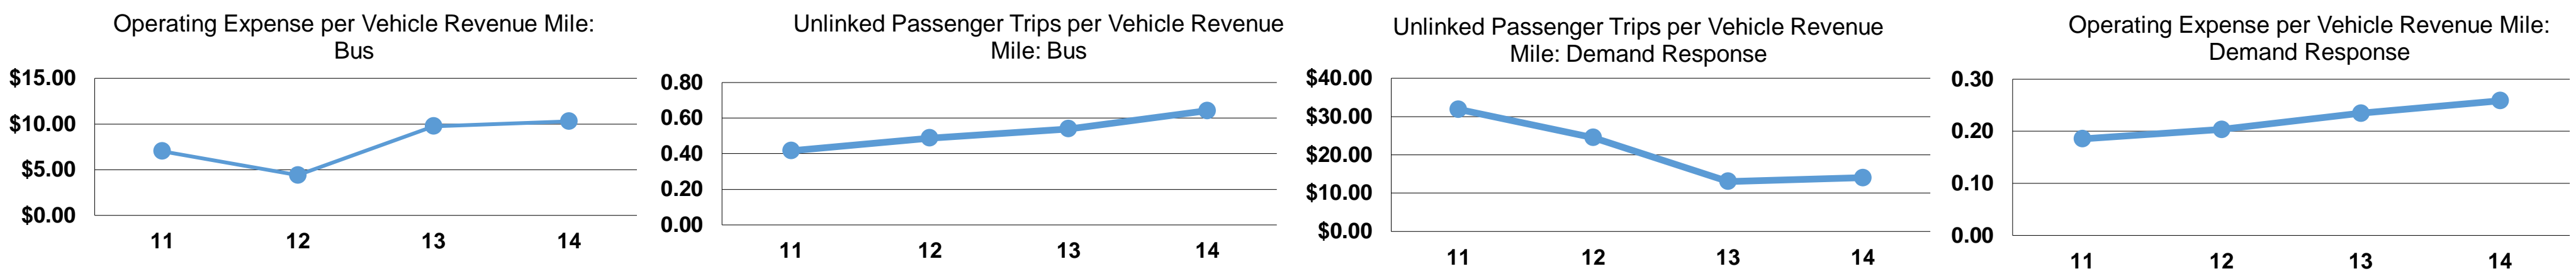 Operating Expense per Vehicle Revenue Mile:
Bus
$15.00
$10.00
$5.00
$0.00
11 12 13 14
Unlinked Passenger Trips per Vehicle Revenue
Mile: Bus
0.80
0.60
0.40
0.20
0.00
11 12 13 14
Unlinked Passenger Trips per Vehicle Revenue
Mile: Demand Response
$40.00
$30.00
$20.00
$10.00
$0.00
11 12 13 14
Operating Expense per Vehicle Revenue Mile:
Demand Response
0.30
0.20
0.10
0.00
11 12 13 14